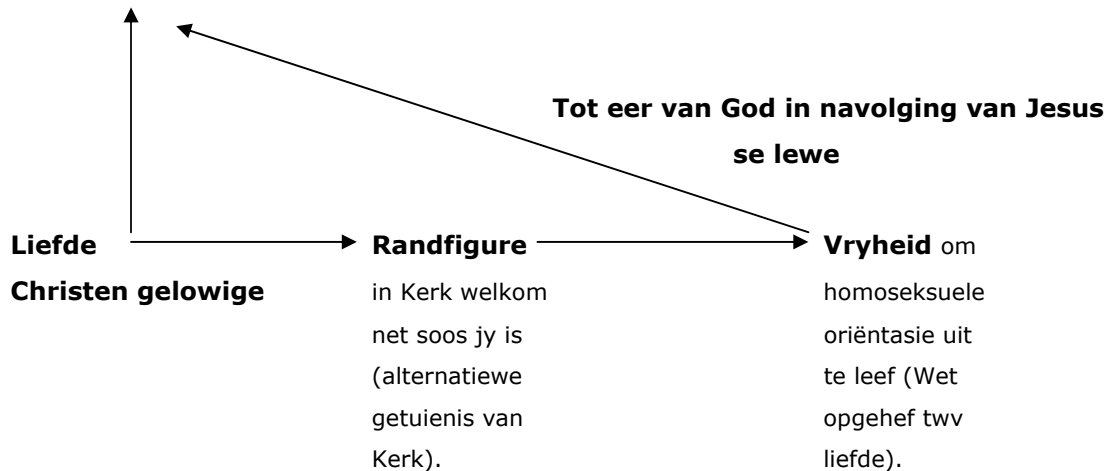 Tot eer van God in navolging van Jesus
se lewe
Liefde
Christen gelowige
Randfigure
in Kerk welkom
net soos jy is
(alternatiewe
getuienis van
Kerk).
Vryheid om
homoseksuele
oriëntasie uit
te leef (Wet
opgehef twv
liefde).